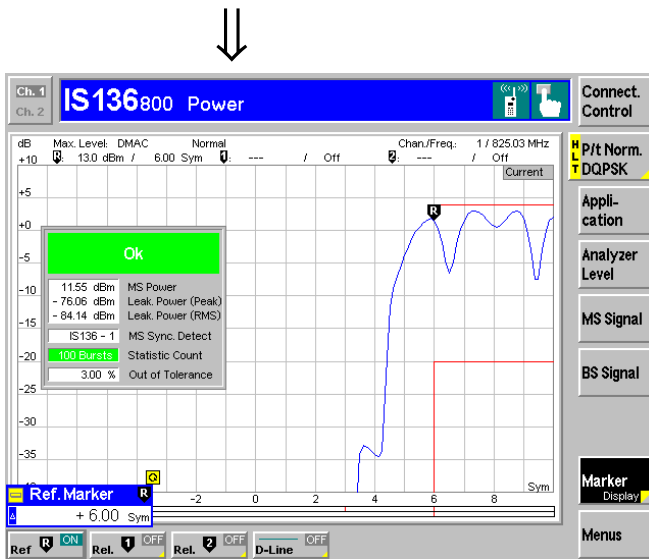 Ch. 1
Ch. 2
IS136800 Power
Connect. Control
dB Max. Level: DMAC Normal Chan./Freq.: 1 / 825.03 MHz
+10 R: 13.0 dBm / 6.00 Sym 1: --- / Off 2: --- / Off
Current
H L T P/t Norm. DQPSK
+5
R
Appli- cation
+0
Ok
Analyzer Level
-5
-10
11.55 dBm MS Power
- 76.06 dBm Leak. Power (Peak)
- 84.14 dBm Leak. Power (RMS)
MS Signal
-15
IS136 - 1 MS Sync. Detect
-20
100 Bursts Statistic Count
BS Signal
3.00 % Out of Tolerance
-25
-30
-35
Sym
Ref. Marker R
-2 0 2 4 6 8
+ 6.00 Sym
Marker Display
Ref R ON
Rel. 1 OFF
Rel. 2 OFF
D-Line OFF
Menus